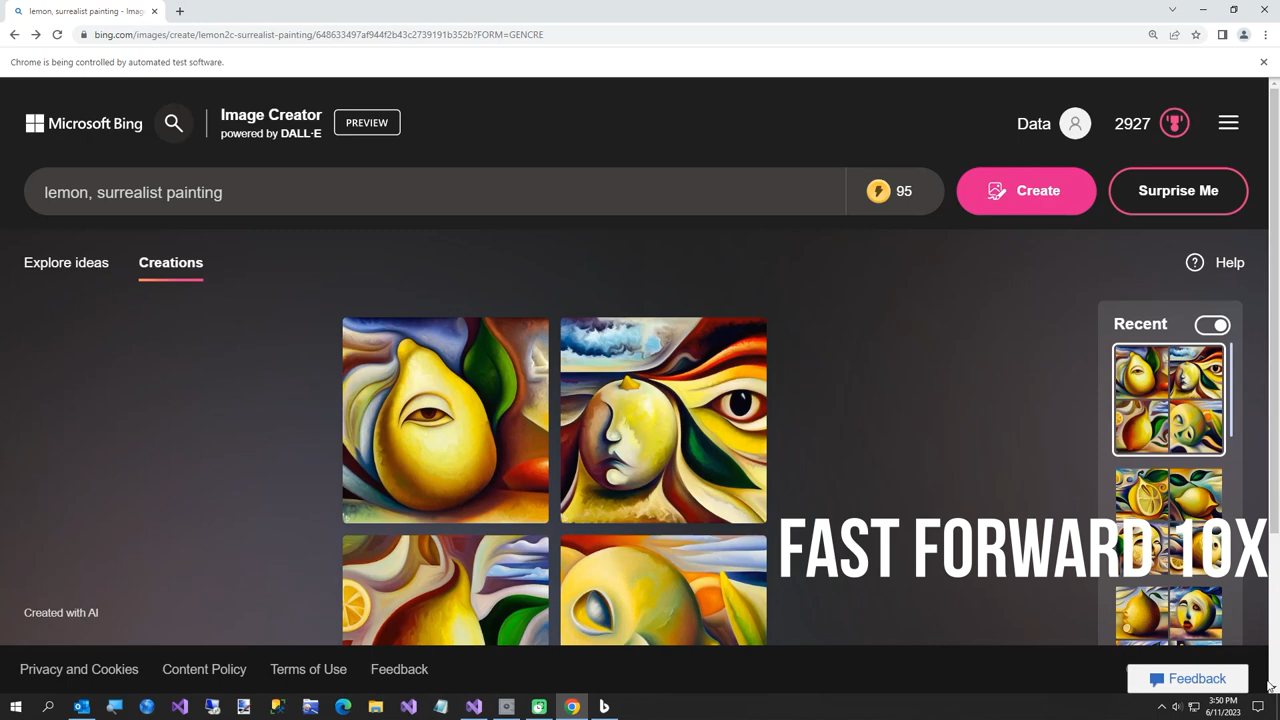 lemon, surrealist painting - Imag
bing.com/images/create/lemon2c-surrealist-painting/648633497af944f2b43c2739191b352b?FORM=GENCRE
Chrome is being controlled by automated test software.
Microsoft Bing
Image Creator
powered by DALL·E
PREVIEW
Data
2927
lemon, surrealist painting
95
Create
Surprise Me
Explore ideas
Creations
Help
Recent
FAST FORWARD 10X
Created with AI
Privacy and Cookies
Content Policy
Terms of Use
Feedback
Feedback
3:50 PM
6/11/2023